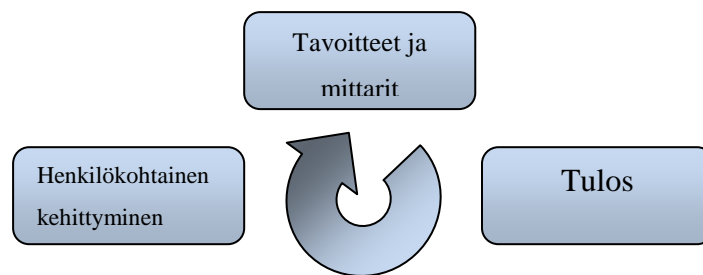 Tavoitteet ja
mittarit
Henkilökohtainen
kehittyminen
Tulos